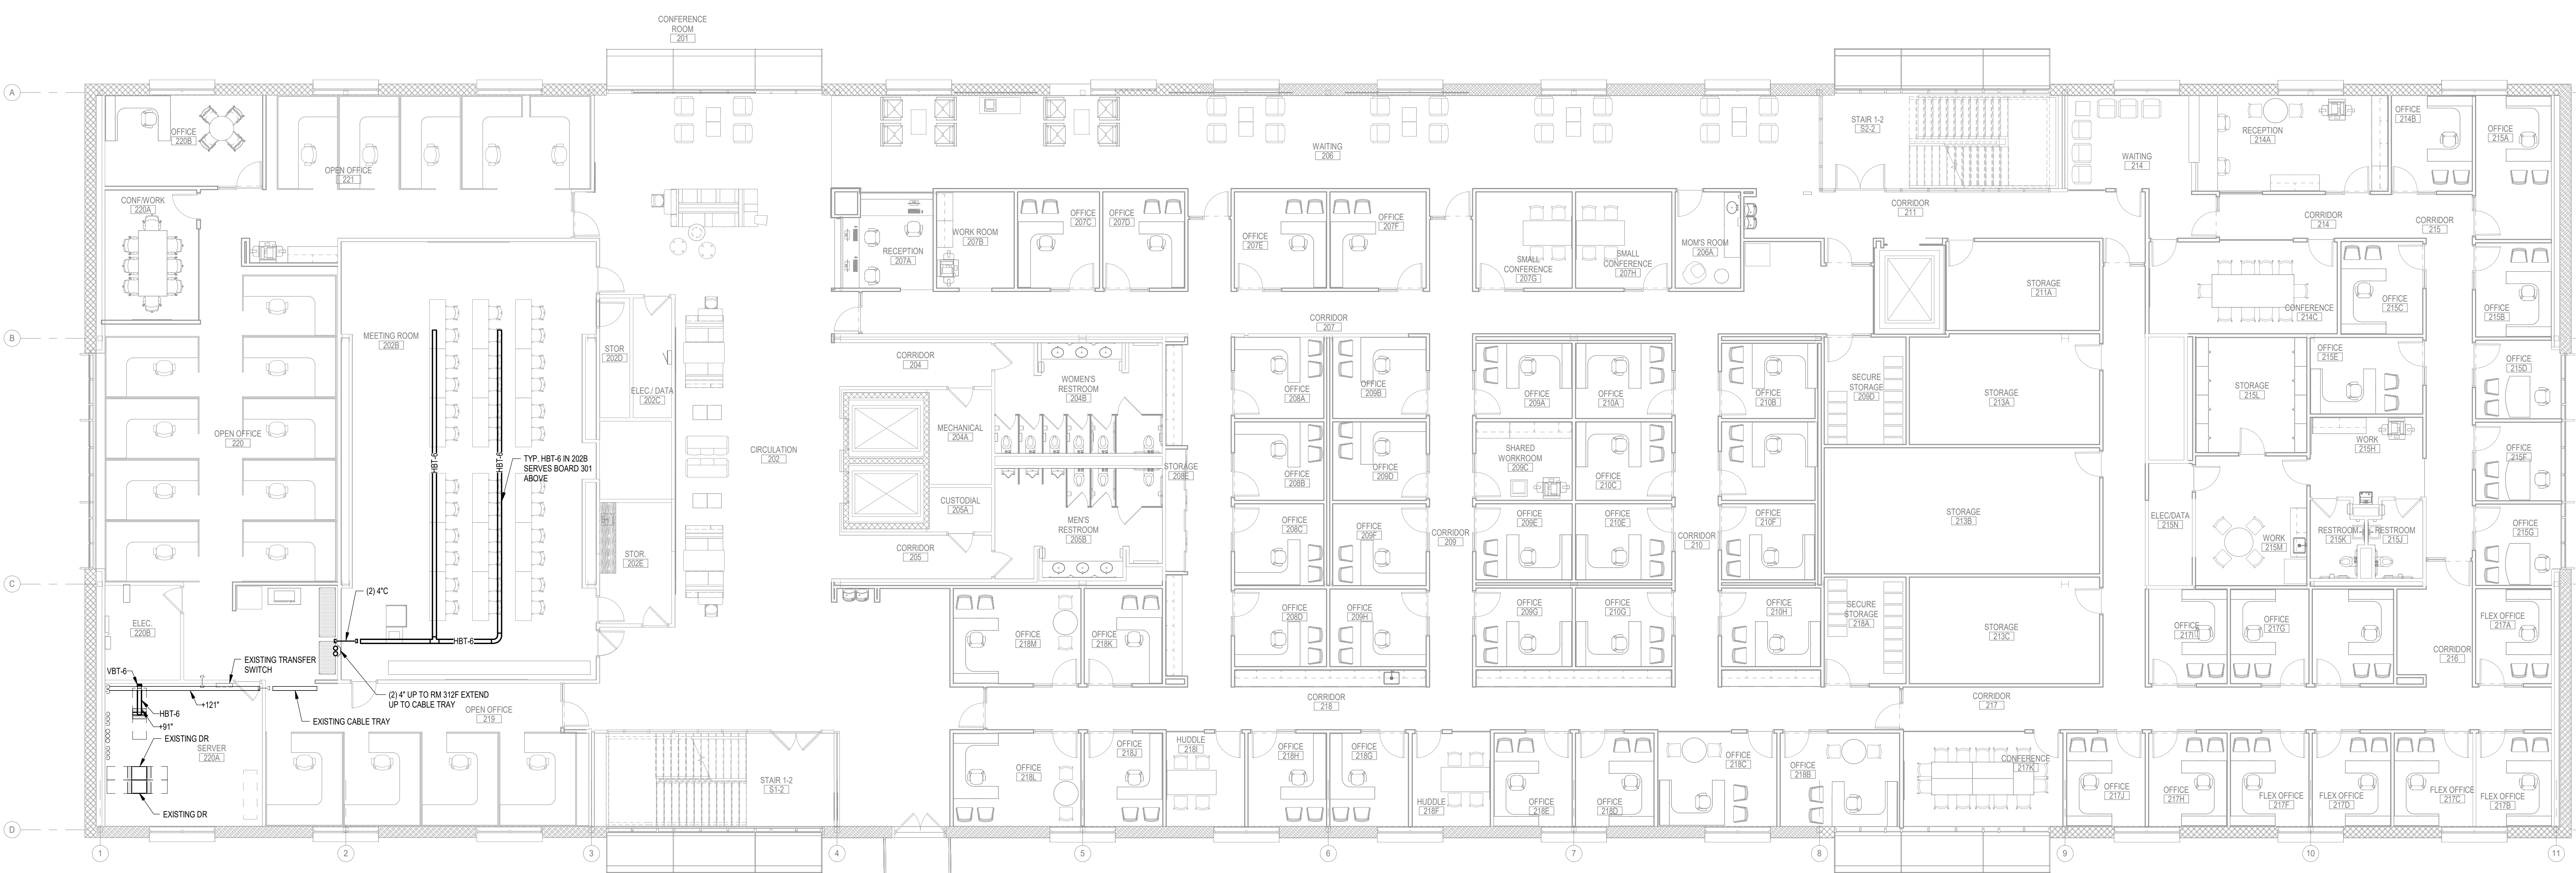 CONFERENCE
ROOM
201
A
OFFICE
220B
OPEN OFFICE
221
CONF/WORK
220A
WAITING
206
STAIR 1-2
S2-2
WAITING
214
RECEPTION
214A
OFFICE
214B
OFFICE
215A
RECEPTION
207A
WORK ROOM
207B
OFFICE
207C
OFFICE
207D
OFFICE
207E
OFFICE
207F
SMALL
CONFERENCE
207G
SMALL
CONFERENCE
207H
MOM'S ROOM
206A
CORRIDOR
211
CORRIDOR
214
CORRIDOR
215
STORAGE
211A
CONFERENCE
214C
OFFICE
215C
OFFICE
215B
B
MEETING ROOM
202B
STOR
202D
ELEC / DATA
202C
CORRIDOR
207
CORRIDOR
204
WOMEN'S
RESTROOM
204B
OFFICE
208A
OFFICE
209B
OFFICE
209A
OFFICE
210A
OFFICE
210B
SECURE
STORAGE
209D
STORAGE
213A
STORAGE
215L
OFFICE
215E
OFFICE
215D
OPEN OFFICE
220
HBT-6
HBT-6
TYP. HBT-6 IN 202B
SERVES BOARD 301
ABOVE
CIRCULATION
202
MECHANICAL
204A
STORAGE
208E
OFFICE
208B
OFFICE
209D
SHARED
WORKROOM
209C
OFFICE
210C
WORK
215H
OFFICE
215F
CUSTODIAL
205A
MEN'S
RESTROOM
205B
STOR.
202E
CORRIDOR
205
OFFICE
208C
OFFICE
209F
CORRIDOR
209
OFFICE
209E
OFFICE
210E
CORRIDOR
210
OFFICE
210F
STORAGE
213B
ELEC/DATA
215N
WORK
215M
RESTROOM
215K
RESTROOM
215J
OFFICE
215G
C
(2) 4"C
ELEC.
220B
HBT-6
OFFICE
218M
OFFICE
218K
OFFICE
208D
OFFICE
209H
OFFICE
209G
OFFICE
210G
OFFICE
210H
SECURE
STORAGE
218A
STORAGE
213C
OFFICE
217I
OFFICE
217G
FLEX OFFICE
217A
CORRIDOR
216
EXISTING TRANSFER
SWITCH
VBT-6
(2) 4" UP TO RM 312F EXTEND
UP TO CABLE TRAY
+121"
HBT-6
+91"
EXISTING CABLE TRAY
OPEN OFFICE
219
CORRIDOR
218
CORRIDOR
217
EXISTING DR
SERVER
220A
EXISTING DR
STAIR 1-2
S1-2
OFFICE
218L
OFFICE
218J
HUDDLE
218I
OFFICE
218H
OFFICE
218G
HUDDLE
218F
OFFICE
218E
OFFICE
218D
OFFICE
218C
OFFICE
218B
CONFERENCE
217K
OFFICE
217J
OFFICE
217H
FLEX OFFICE
217F
FLEX OFFICE
217D
FLEX OFFICE
217C
FLEX OFFICE
217B
D
1
2
3
4
5
6
7
8
9
10
11